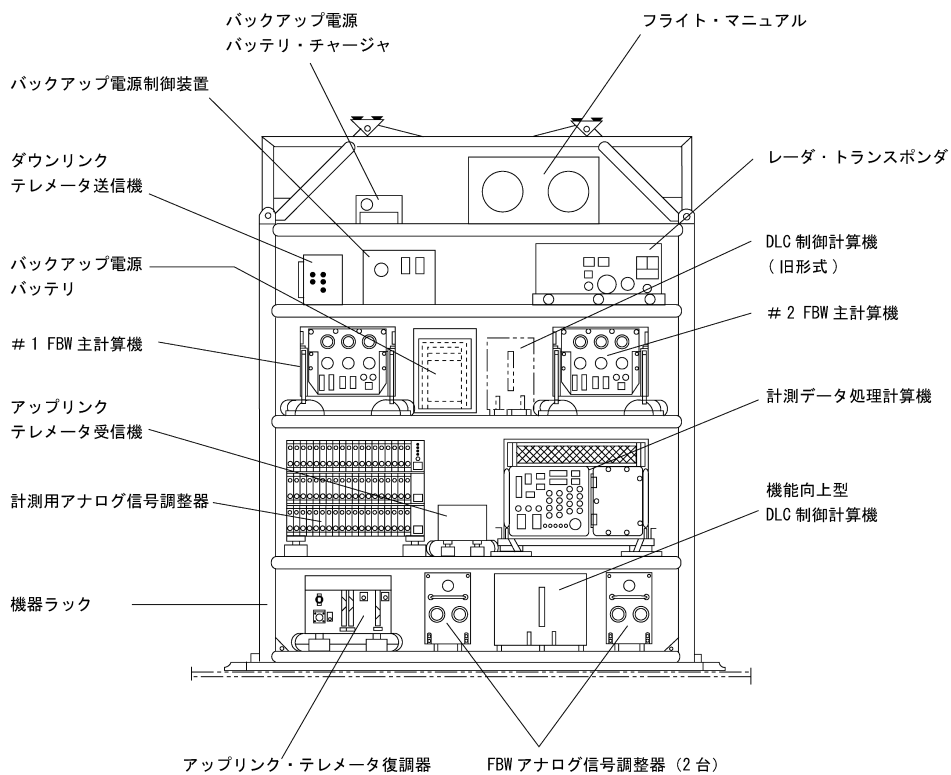 バックアップ電源
バッテリ・チャージャ
フライト・マニュアル
バックアップ電源制御装置
ダウンリンク
テレメータ送信機
レーダ・トランスポンダ
バックアップ電源
バッテリ
DLC 制御計算機
( 旧形式 )
#1 FBW 主計算機
#2 FBW 主計算機
アップリンク
テレメータ受信機
計測データ処理計算機
計測用アナログ信号調整器
機能向上型
DLC 制御計算機
機器ラック
アップリンク・テレメータ復調器
FBW アナログ信号調整器(2 台)